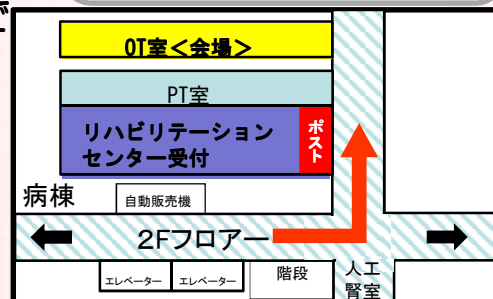 ビ
OT室＜会場＞
PT室
リハビリテーション
センター受付
ポスト
病棟
自動販売機
2Fフロアー
エレベーター
エレベーター
階段
人工
腎室